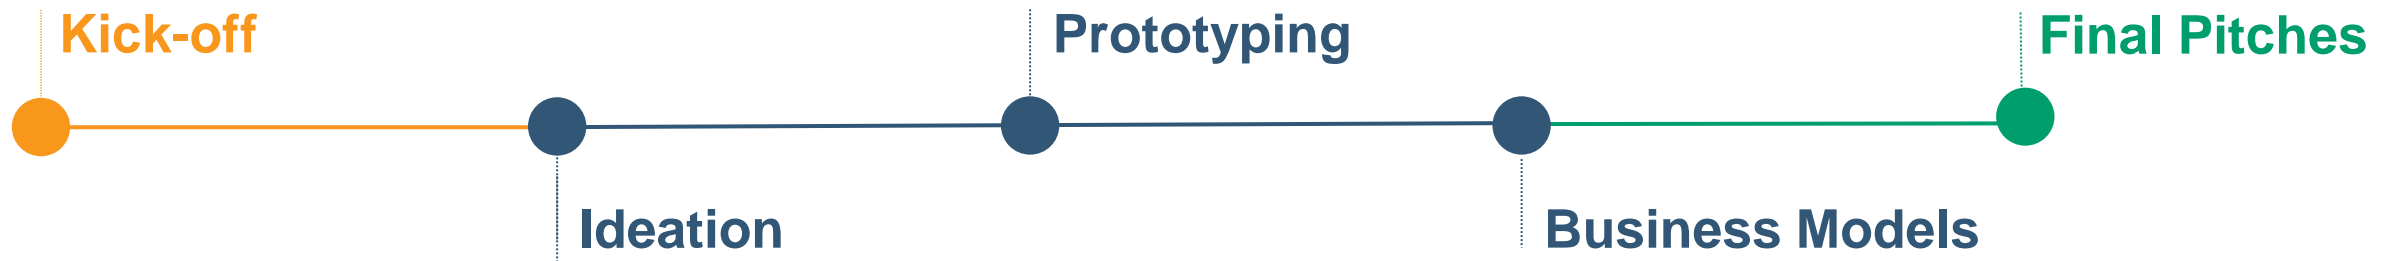 Kick-off
Ideation
Prototyping
Business Models
Final Pitches